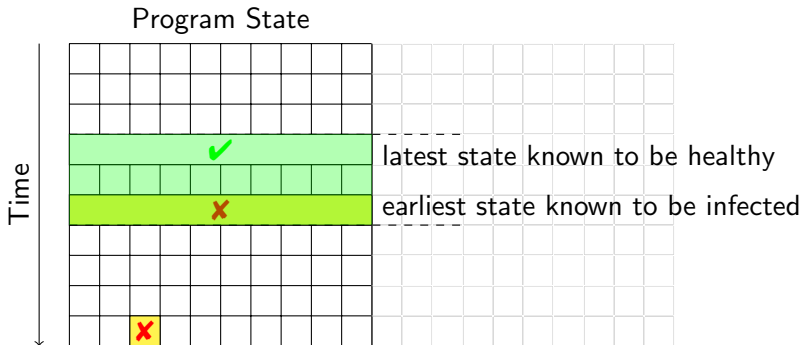 Program State
✔
latest state known to be healthy
Time
✘
earliest state known to be infected
✘